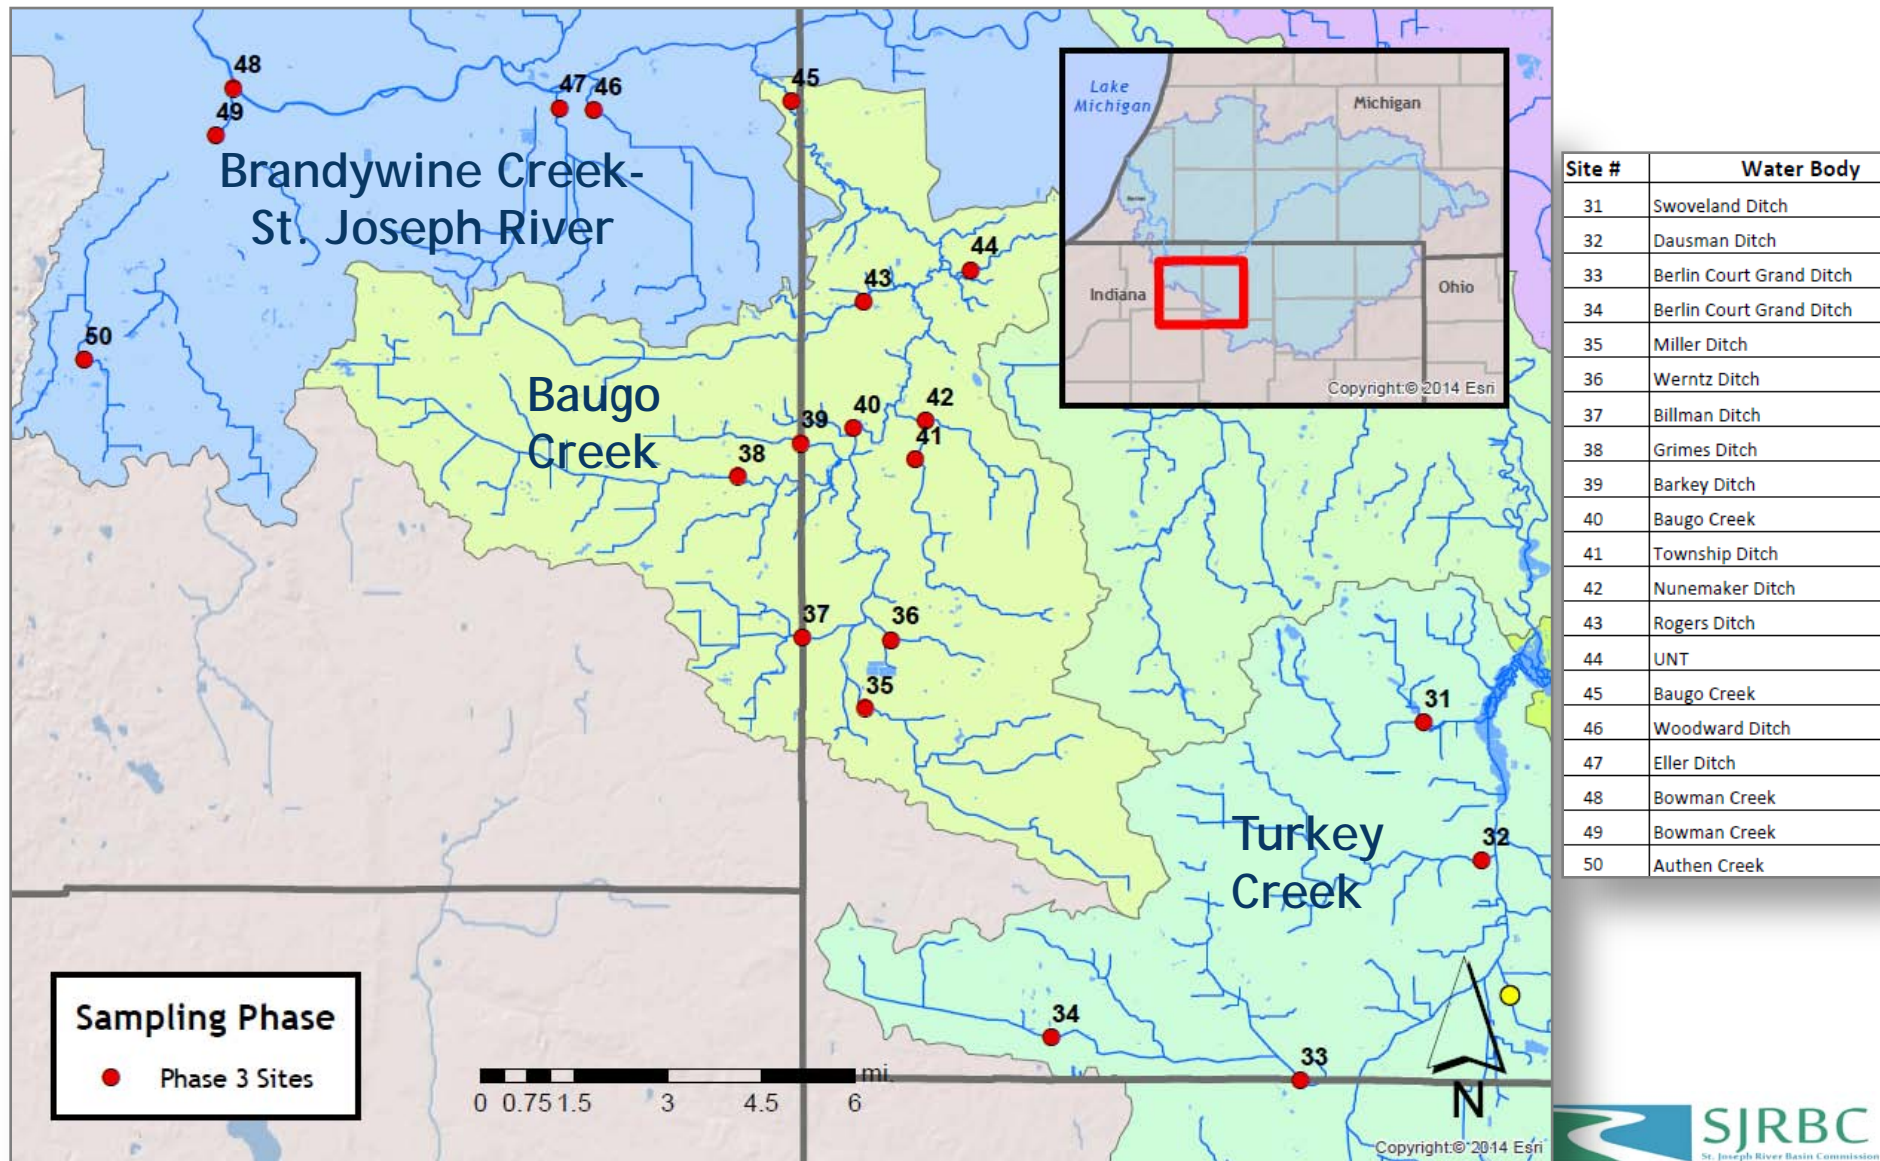 48
47
46
45
49
Brandywine Creek-
St. Joseph River
44
43
50
Baugo
Creek
42
40
39
41
38
37
36
35
31
Turkey
Creek
32
34
33
Lake
Michigan
Michigan
Indiana
Ohio
Copyright:© 2014 Esri
Sampling Phase
Phase 3 Sites
mi.
0 0.75 1.5 3 4.5 6
N
Copyright:© 2014 Esri
Site # Water Body
31 Swoveland Ditch
32 Dausman Ditch
33 Berlin Court Grand Ditch
34 Berlin Court Grand Ditch
35 Miller Ditch
36 Werntz Ditch
37 Billman Ditch
38 Grimes Ditch
39 Barkey Ditch
40 Baugo Creek
41 Township Ditch
42 Nunemaker Ditch
43 Rogers Ditch
44 UNT
45 Baugo Creek
46 Woodward Ditch
47 Eller Ditch
48 Bowman Creek
49 Bowman Creek
50 Authen Creek
SJRBC
St. Joseph River Basin Commission